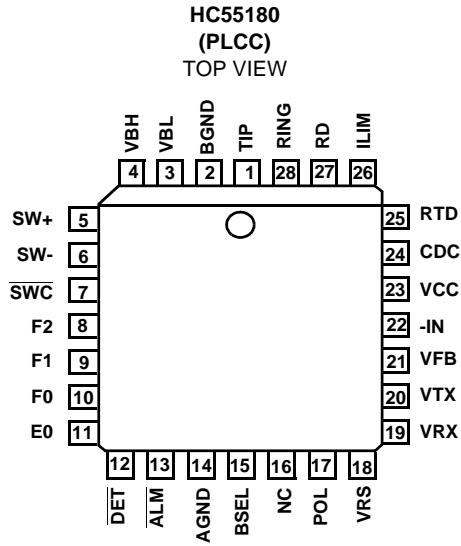 HC55180
(PLCC)
TOP VIEW
VBH
VBL
BGND
TIP
RING
RD
ILIM
4
3
2
1
28
27
26
SW+ 5
SW- 6
SWC 7
F2 8
F1 9
F0 10
E0 11
25 RTD
24 CDC
23 VCC
22 -IN
21 VFB
20 VTX
19 VRX
12
13
14
15
16
17
18
DET
ALM
AGND
BSEL
NC
POL
VRS